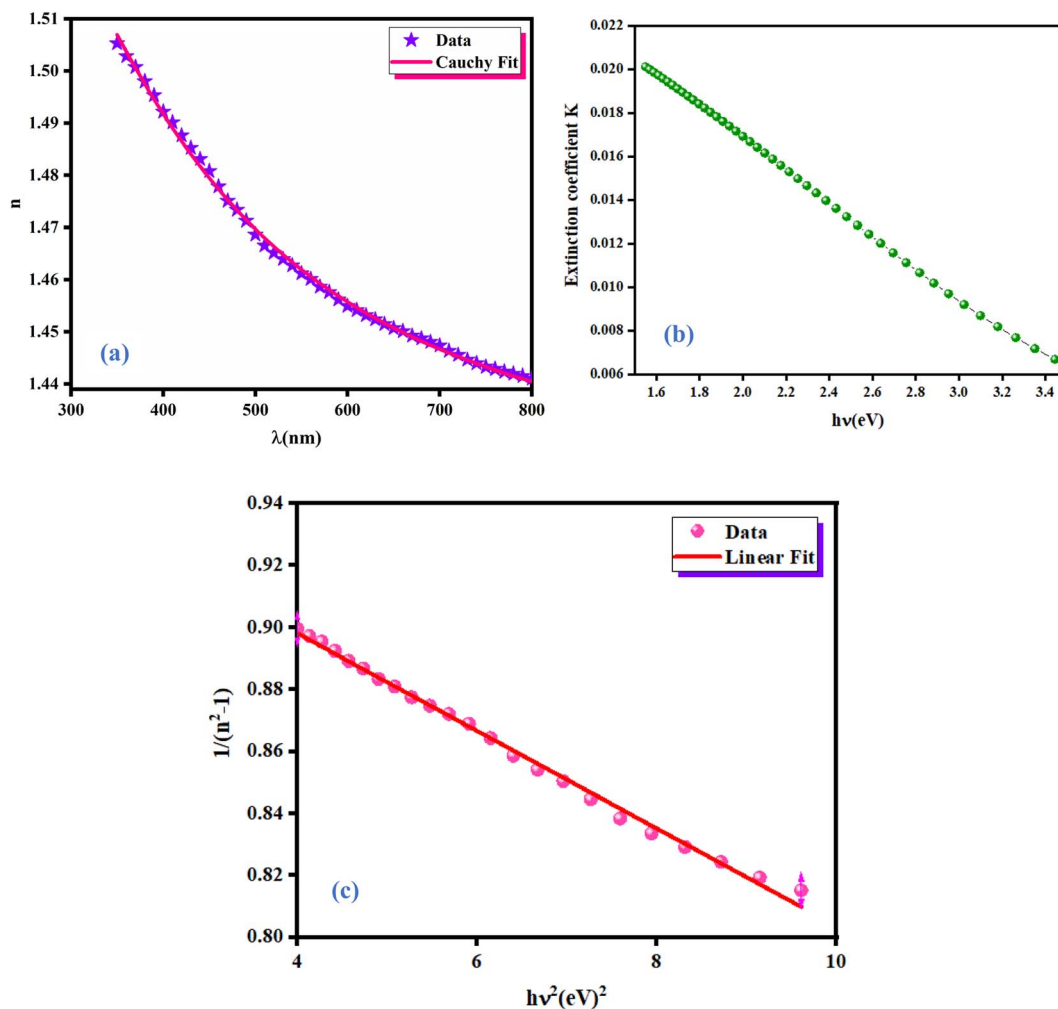 1.51
1.50
1.49
1.48
1.47
1.46
1.45
1.44
n
Data
Cauchy Fit
(a)
300 400 500 600 700 800
λ(nm)
0.022
0.020
0.018
0.016
0.014
0.012
0.010
0.008
0.006
Extinction coefficient K
(b)
1.6 1.8 2.0 2.2 2.4 2.6 2.8 3.0 3.2 3.4
hν(eV)
0.94
0.92
0.90
0.88
0.86
0.84
0.82
0.80
1/(n²-1)
Data
Linear Fit
(c)
4 6 8 10
hν²(eV)²